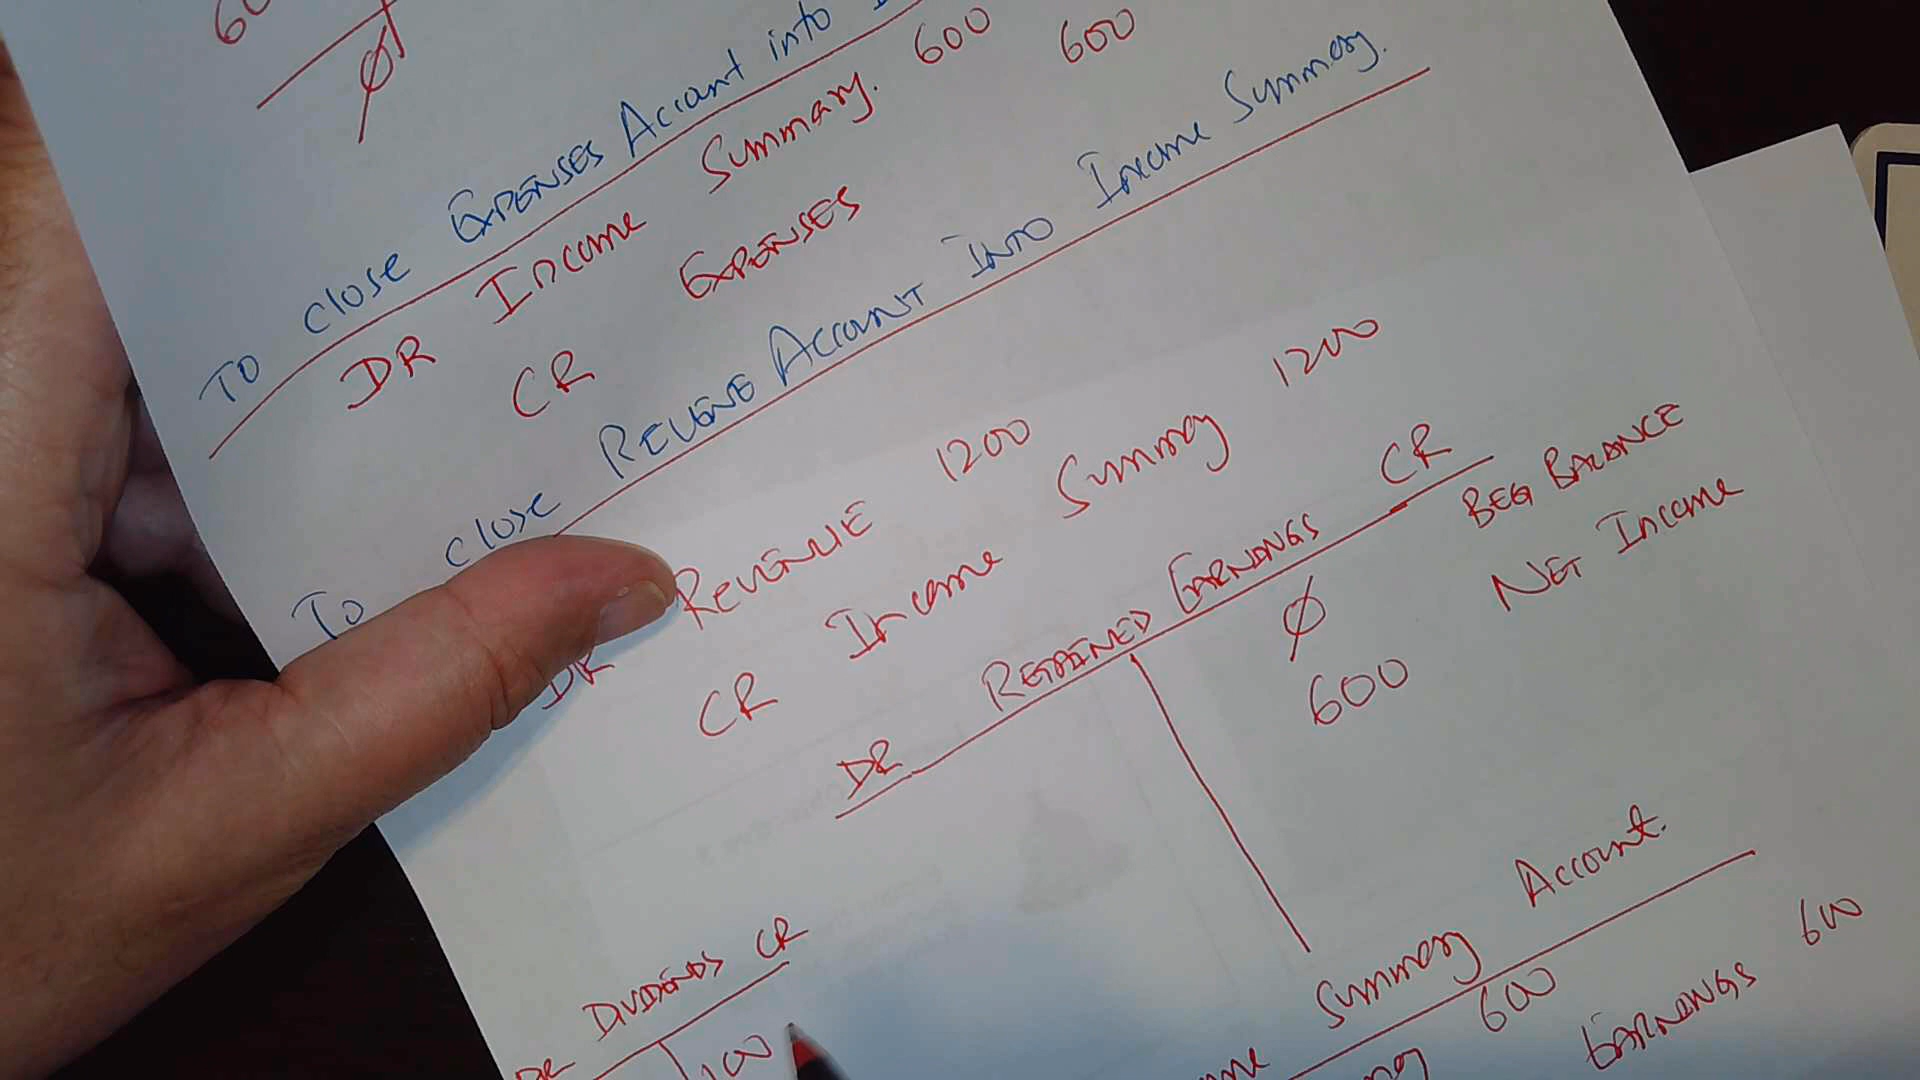 60
Ø
To close EXPENSES Account into
DR Income Summary. 600
CR EXPENSES 600
To close REVENUE ACCOUNT INTO Income Summary.
DR REVENUE 1200
CR Income Summary 1200
DR RETAINED EARNINGS CR
Ø BEG BALANCE
600 NET Income
DR DIVIDENDS CR
100
Summary Account.
600
EARNINGS 600